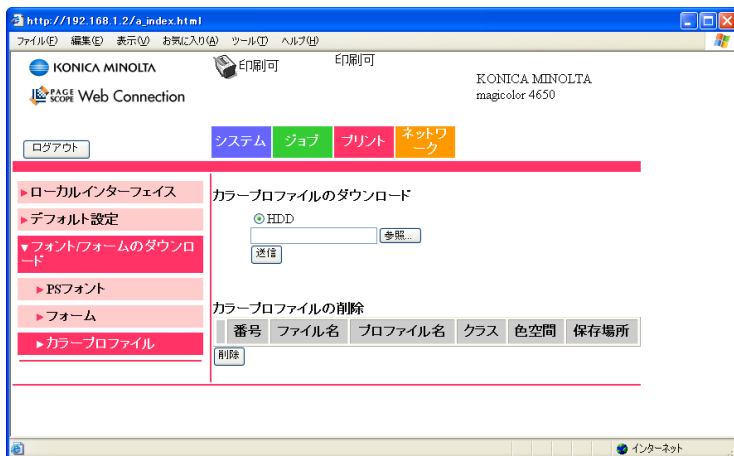 http://192.168.1.2/a_index.html
ファイル(F) 編集(E) 表示(V) お気に入り(A) ツール(T) ヘルプ(H)
KONICA MINOLTA
印刷可
印刷可
KONICA MINOLTA
magicolor 4650
PAGE SCOPE Web Connection
ログアウト
システム
ジョブ
プリント
ネットワ
ーク
ローカルインターフェイス
デフォルト設定
フォント/フォームのダウンロ
ード
PSフォント
フォーム
カラープロファイル
カラープロファイルのダウンロード
HDD
参照...
送信
カラープロファイルの削除
番号 ファイル名 プロファイル名 クラス 色空間 保存場所
削除
インターネット